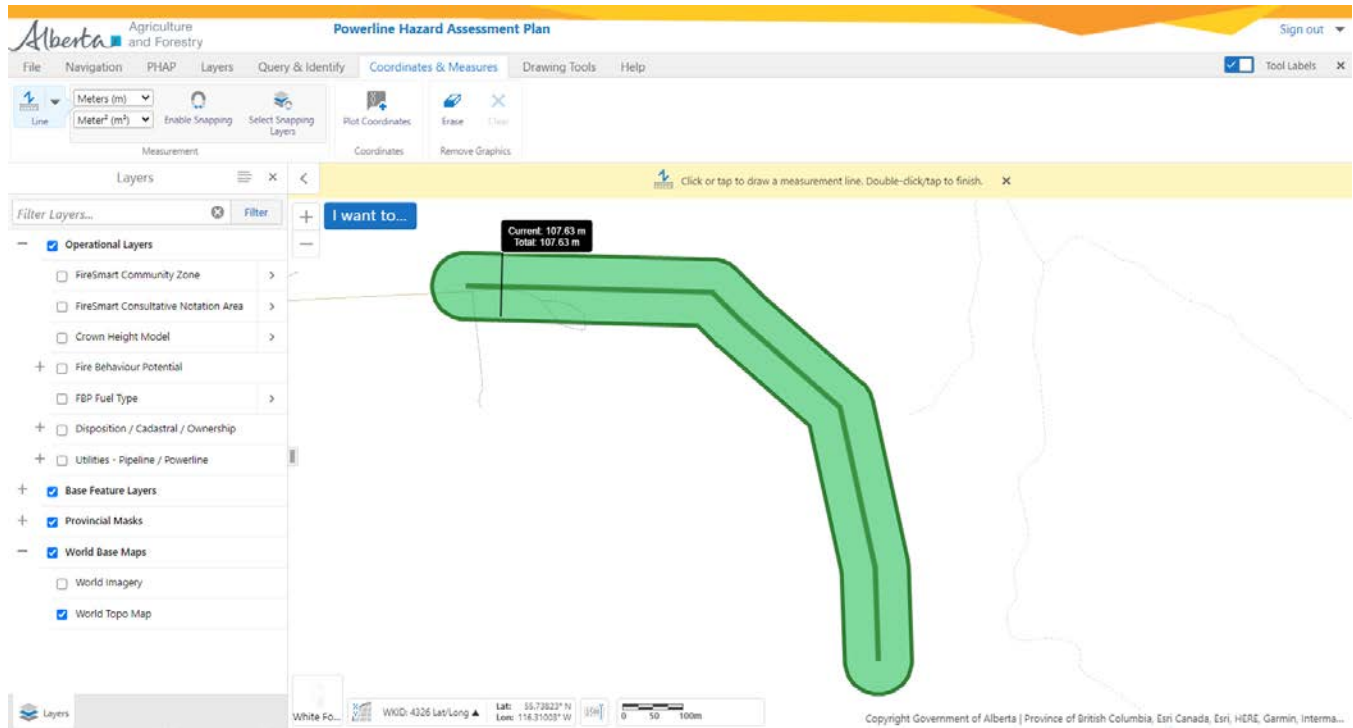 Alberta Agriculture and Forestry
Powerline Hazard Assessment Plan
Sign out
File Navigation PHAP Layers Query & Identify Coordinates & Measures Drawing Tools Help
Tool Labels
Line
Meters (m)
Meter² (m²)
Enable Snapping
Select Snapping Layers
Plot Coordinates
Erase
Clear
Measurement
Coordinates
Remove Graphics
Layers
Click or tap to draw a measurement line. Double-click/tap to finish.
Filter Layers...
Filter
I want to...
Current: 107.63 m
Total: 107.63 m
Operational Layers
FireSmart Community Zone
FireSmart Consultative Notation Area
Crown Height Model
Fire Behaviour Potential
FBP Fuel Type
Disposition / Cadastral / Ownership
Utilities - Pipeline / Powerline
Base Feature Layers
Provincial Masks
World Base Maps
World Imagery
World Topo Map
Layers
White Fo...
WKID: 4326 Lat/Long
Lat: 55.73823° N
Lon: 116.31003° W
0 50 100m
Copyright Government of Alberta | Province of British Columbia, Esri Canada, Esri, HERE, Garmin, Interma...